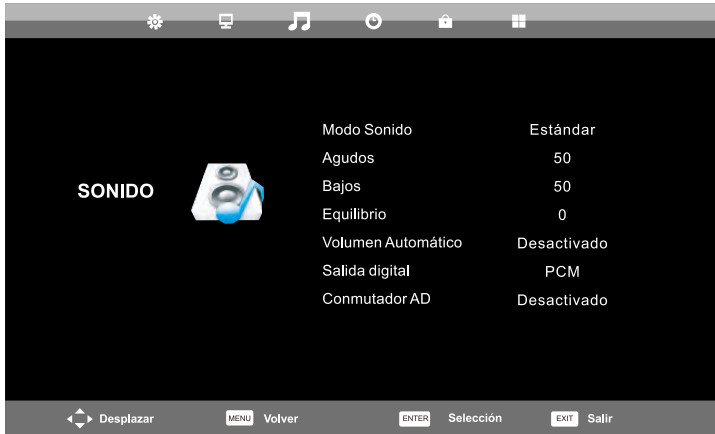 SONIDO
Modo Sonido Estándar
Agudos 50
Bajos 50
Equilibrio 0
Volumen Automático Desactivado
Salida digital PCM
Conmutador AD Desactivado
Desplazar MENU Volver ENTER Selección EXIT Salir